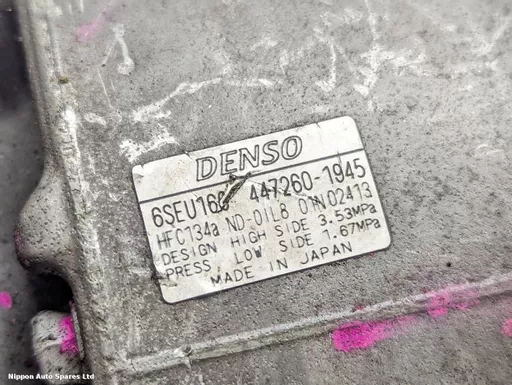 DENSO
6SEU16C 447260-1945
HFC134a ND-OIL8 01N02413
DESIGN HIGH SIDE 3.53MPa
PRESS LOW SIDE 1.67MPa
MADE IN JAPAN
Nippon Auto Spares Ltd